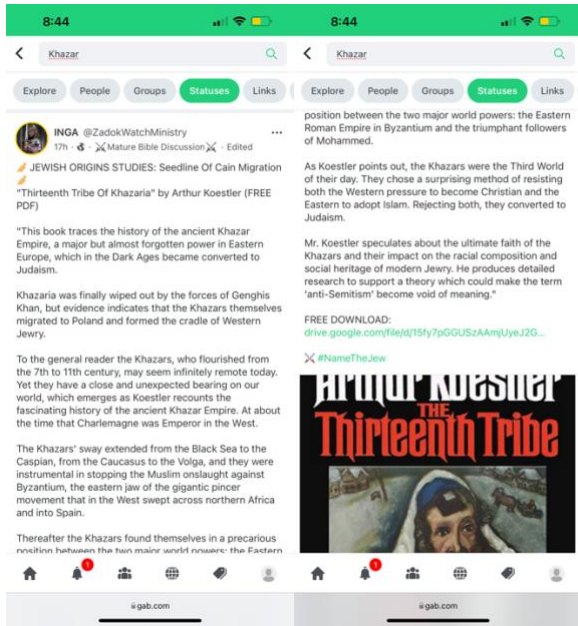 8:44
Khazar
Explore People Groups Statuses Links
INGA @ZadokWatchMinistry
17h · Mature Bible Discussion · Edited
JEWISH ORIGINS STUDIES: Seedline Of Cain Migration
"Thirteenth Tribe Of Khazaria" by Arthur Koestler (FREE
PDF)
"This book traces the history of the ancient Khazar
Empire, a major but almost forgotten power in Eastern
Europe, which in the Dark Ages became converted to
Judaism.
Khazaria was finally wiped out by the forces of Genghis
Khan, but evidence indicates that the Khazars themselves
migrated to Poland and formed the cradle of Western
Jewry.
To the general reader the Khazars, who flourished from
the 7th to 11th century, may seem infinitely remote today.
Yet they have a close and unexpected bearing on our
world, which emerges as Koestler recounts the
fascinating history of the ancient Khazar Empire. At about
the time that Charlemagne was Emperor in the West.
The Khazars' sway extended from the Black Sea to the
Caspian, from the Caucasus to the Volga, and they were
instrumental in stopping the Muslim onslaught against
Byzantium, the eastern jaw of the gigantic pincer
movement that in the West swept across northern Africa
and into Spain.
Thereafter the Khazars found themselves in a precarious
position between the two major world powers: the Eastern
1
gab.com
8:44
Khazar
Explore People Groups Statuses Links
position between the two major world powers: the Eastern
Roman Empire in Byzantium and the triumphant followers
of Mohammed.
As Koestler points out, the Khazars were the Third World
of their day. They chose a surprising method of resisting
both the Western pressure to become Christian and the
Eastern to adopt Islam. Rejecting both, they converted to
Judaism.
Mr. Koestler speculates about the ultimate faith of the
Khazars and their impact on the racial composition and
social heritage of modern Jewry. He produces detailed
research to support a theory which could make the term
'anti-Semitism' become void of meaning."
FREE DOWNLOAD:
drive.google.com/file/d/15fy7pGGUSzAAmjUyeJ2G...
#NameTheJew
Arthur Koestler
THE
Thirteenth Tribe
1
gab.com